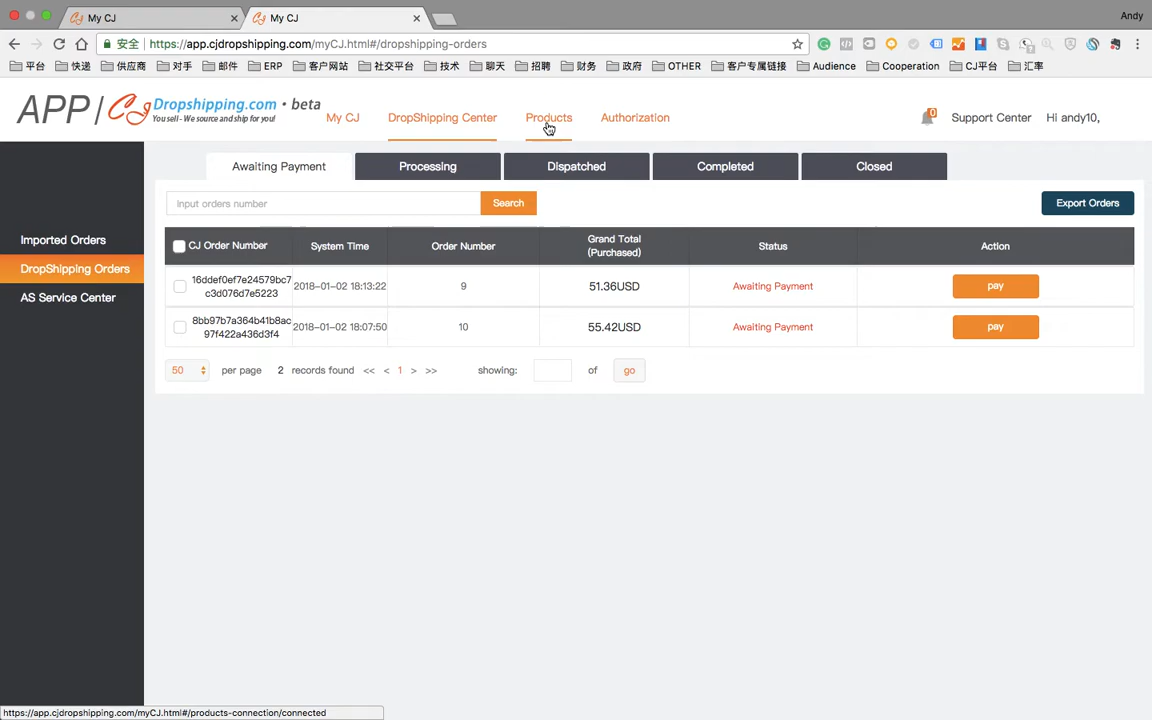 My CJ
My CJ
Andy
安全 https://app.cjdropshipping.com/myCJ.html#/dropshipping-orders
平台 快递 供应商 对手 邮件 ERP 客户网站 社交平台 技术 聊天 招聘 财务 政府 OTHER 客户专属链接 Audience Cooperation CJ平台 汇率
APP / CJ Dropshipping.com • beta
You sell - We source and ship for you!
My CJ DropShipping Center Products Authorization
0 Support Center Hi andy10,
Awaiting Payment Processing Dispatched Completed Closed
Input orders number Search Export Orders
Imported Orders
DropShipping Orders
AS Service Center
CJ Order Number System Time Order Number Grand Total (Purchased) Status Action
16ddef0ef7e24579bc7 2018-01-02 18:13:22 9 51.36USD Awaiting Payment pay
c3d076d7e5223
8bb97b7a364b41b8ac 2018-01-02 18:07:50 10 55.42USD Awaiting Payment pay
97f422a436d3f4
50 per page 2 records found << < 1 > >> showing: of go
https://app.cjdropshipping.com/myCJ.html#/products-connection/connected